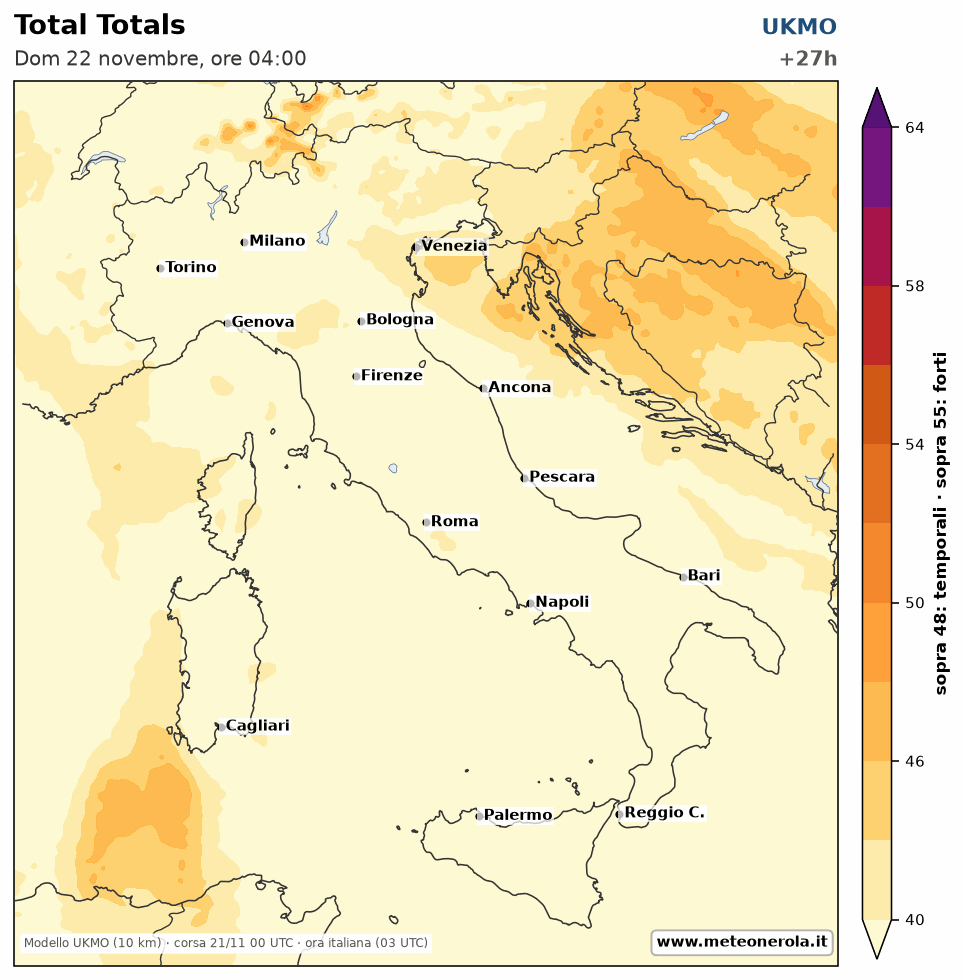 Total Totals
UKMO
Dom 22 novembre, ore 04:00
+27h
Milano
Venezia
Torino
Genova
Bologna
Firenze
Ancona
Pescara
Roma
Bari
Napoli
Cagliari
Palermo
Reggio C.
64
58
54
50
46
40
sopra 48: temporali · sopra 55: forti
Modello UKMO (10 km) · corsa 21/11 00 UTC · ora italiana (03 UTC)
www.meteonerola.it